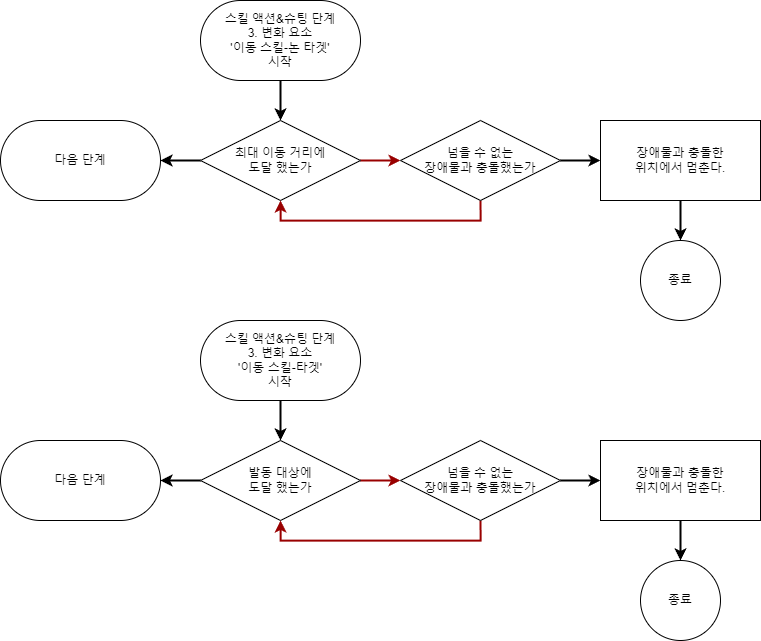 스킬 액션&슈팅 단계
3. 변화 요소
'이동 스킬-논 타겟'
시작
다음 단계
최대 이동 거리에
도달 했는가
넘을 수 없는
장애물과 충돌했는가
장애물과 충돌한
위치에서 멈춘다.
종료
스킬 액션&슈팅 단계
3. 변화 요소
'이동 스킬-타겟'
시작
다음 단계
발동 대상에
도달 했는가
넘을 수 없는
장애물과 충돌했는가
장애물과 충돌한
위치에서 멈춘다.
종료